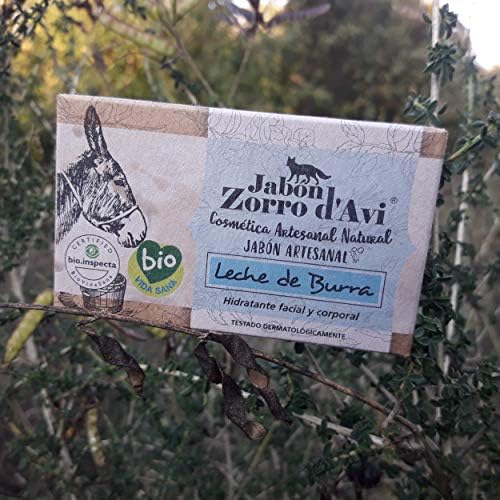 Jabón
Zorro d'Avi®
Cosmética Artesanal Natural
JABÓN ARTESANAL
Leche de Burra
Hidratante facial y corporal
TESTADO DERMATOLÓGICAMENTE
CERTIFIED
bio.inspecta
bio
VIDA SANA